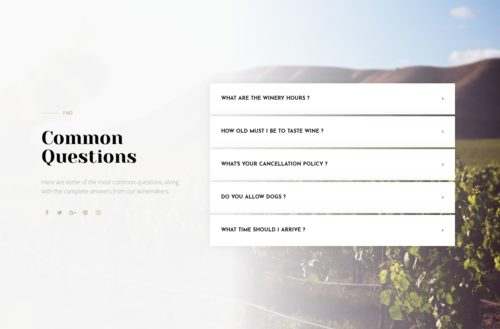 FAQ
Common
Questions
Here are some of the most common questions, along
with the complete answers from our winemakers.
WHAT ARE THE WINERY HOURS ?
HOW OLD MUST I BE TO TASTE WINE ?
WHAT'S YOUR CANCELLATION POLICY ?
DO YOU ALLOW DOGS ?
WHAT TIME SHOULD I ARRIVE ?